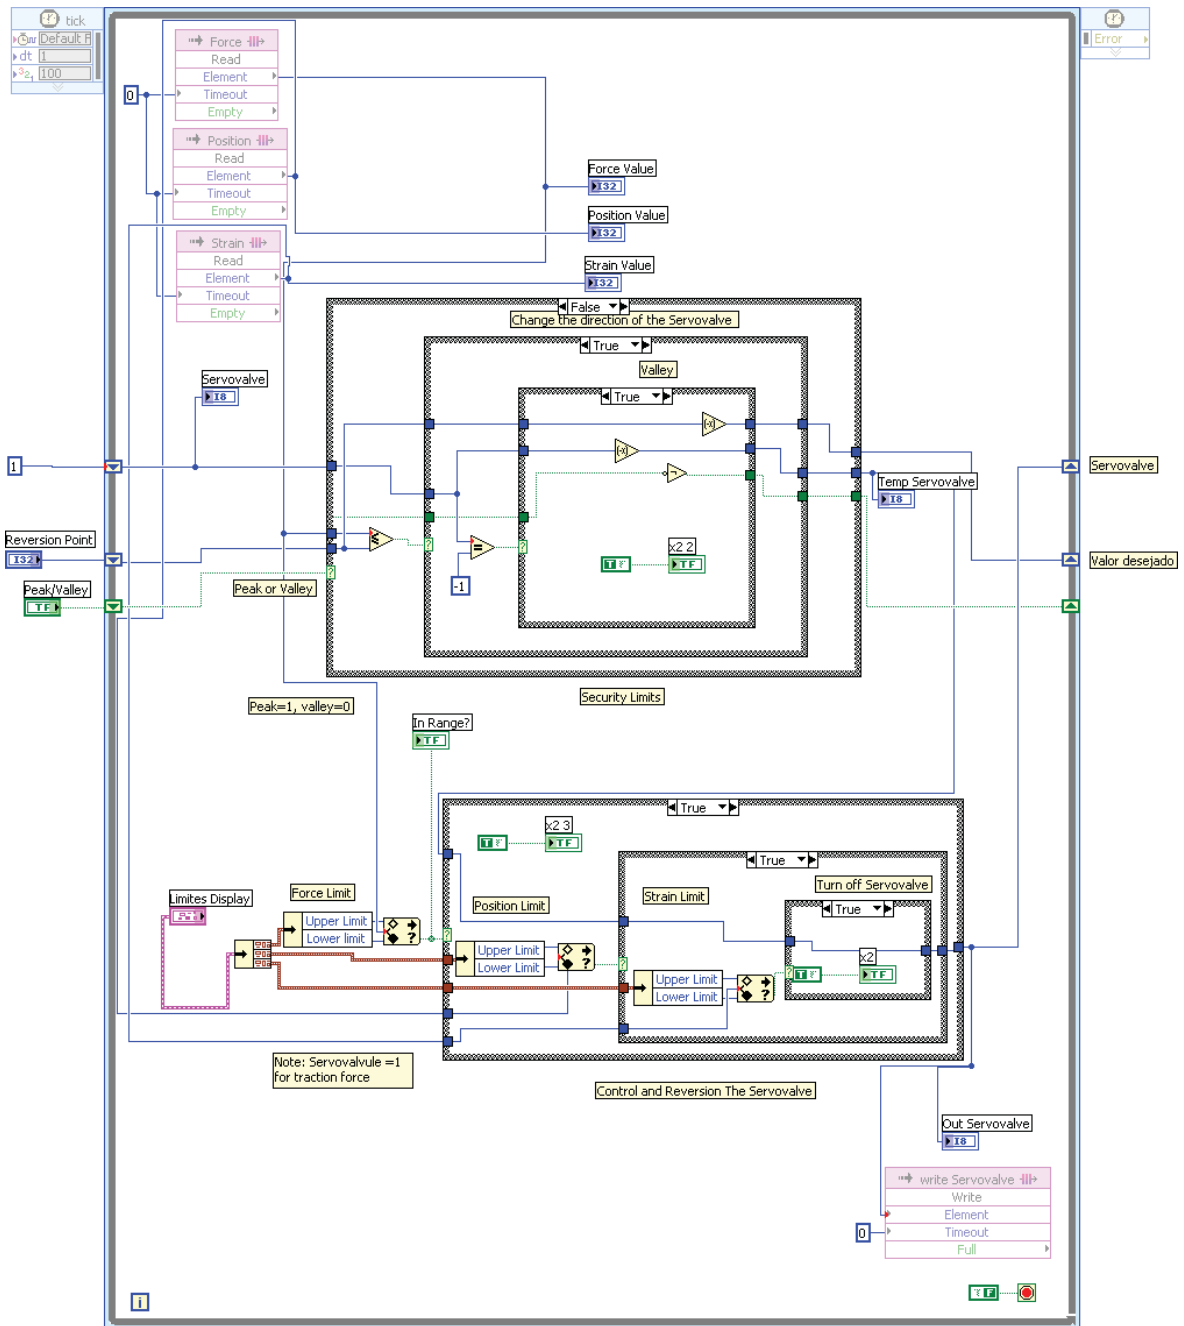 tick
Default F
dt 1
100
Error
Force
Read
Element
Timeout
Empty
0
Position
Read
Element
Timeout
Empty
Strain
Read
Element
Timeout
Empty
Force Value
I32
Position Value
I32
Strain Value
I32
False
Change the direction of the Servovalve
True
Valley
True
Servovalve
I8
1
Servovalve
Temp Servovalve
I8
Reversion Point
I32
Valor desejado
Peak/Valley
TF
Peak or Valley
=
-1
x2 2
T
TF
Security Limits
Peak=1, valley=0
In Range?
TF
True
x2 3
T
TF
True
Limites Display
Force Limit
Upper Limit
Lower limit
Position Limit
Upper Limit
Lower Limit
Strain Limit
Upper Limit
Lower Limit
Turn off Servovalve
True
x2
T
TF
Note: Servovalvule =1
for traction force
Control and Reversion The Servovalve
Out Servovalve
I8
write Servovalve
Write
Element
0
Timeout
Full
i
F